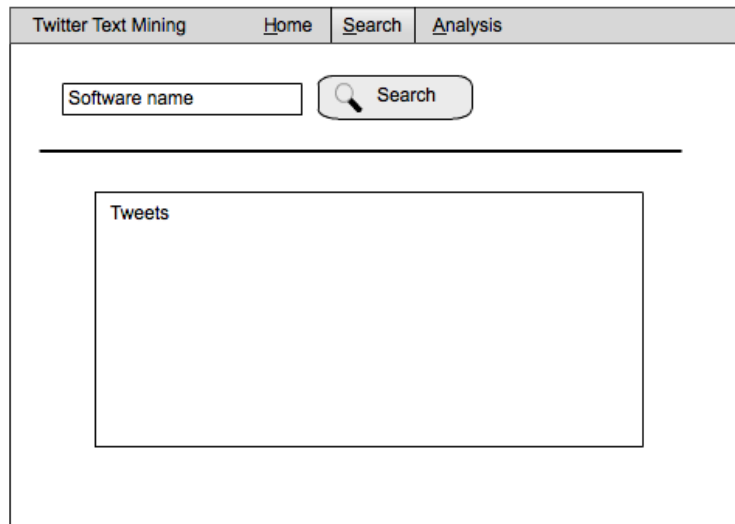 Twitter Text Mining Home Search Analysis
Software name Search
Tweets